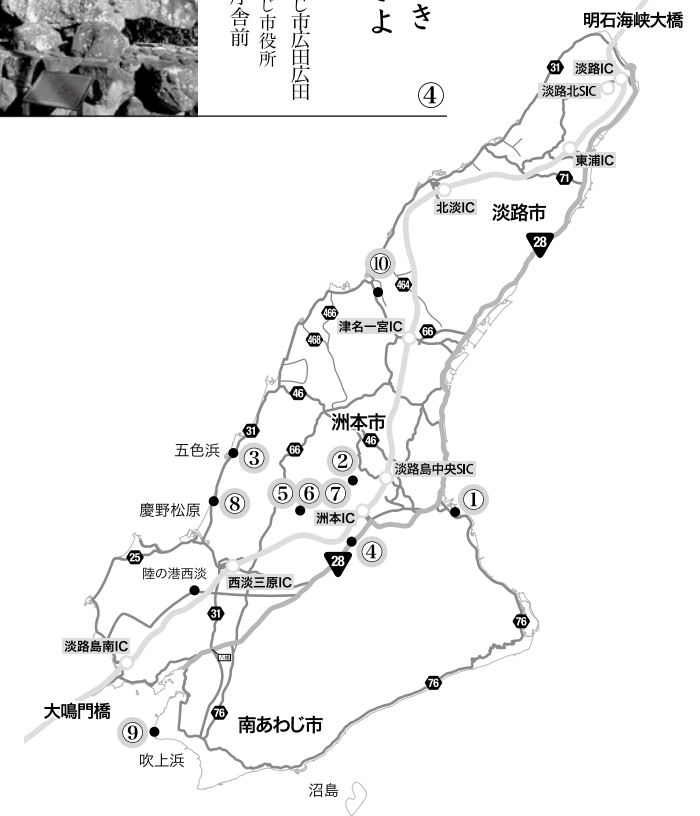 き
よ
じ市広田広田
じ市役所
舎前
④
明石海峡大橋
31
淡路IC
淡路北SIC
東浦IC
71
北淡IC
淡路市
28
⑩
464
466
津名一宮IC
66
468
46
洲本市
31
46
66
五色浜
③
②
淡路島中央SIC
⑤⑥⑦
①
慶野松原
⑧
洲本IC
④
25
28
陸の港西淡
西淡三原IC
31
76
淡路島南IC
76
大鳴門橋
76
南あわじ市
⑨
吹上浜
沼島